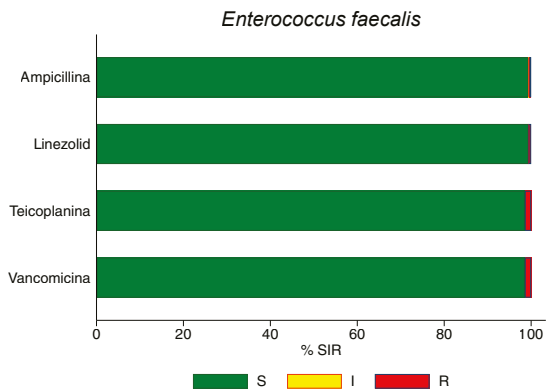 Enterococcus faecalis
Ampicillina
Linezolid
Teicoplanina
Vancomicina
0 20 40 60 80 100
% SIR
S I R